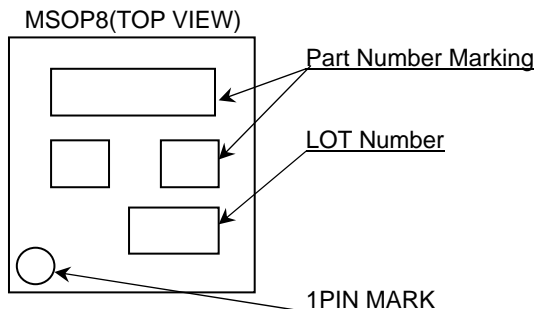 MSOP8(TOP VIEW)
Part Number Marking
LOT Number
1PIN MARK